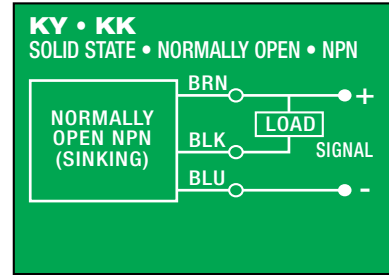 KY • KK
SOLID STATE • NORMALLY OPEN • NPN
BRN
+
NORMALLY
OPEN NPN
(SINKING)
LOAD
BLK
SIGNAL
BLU
-